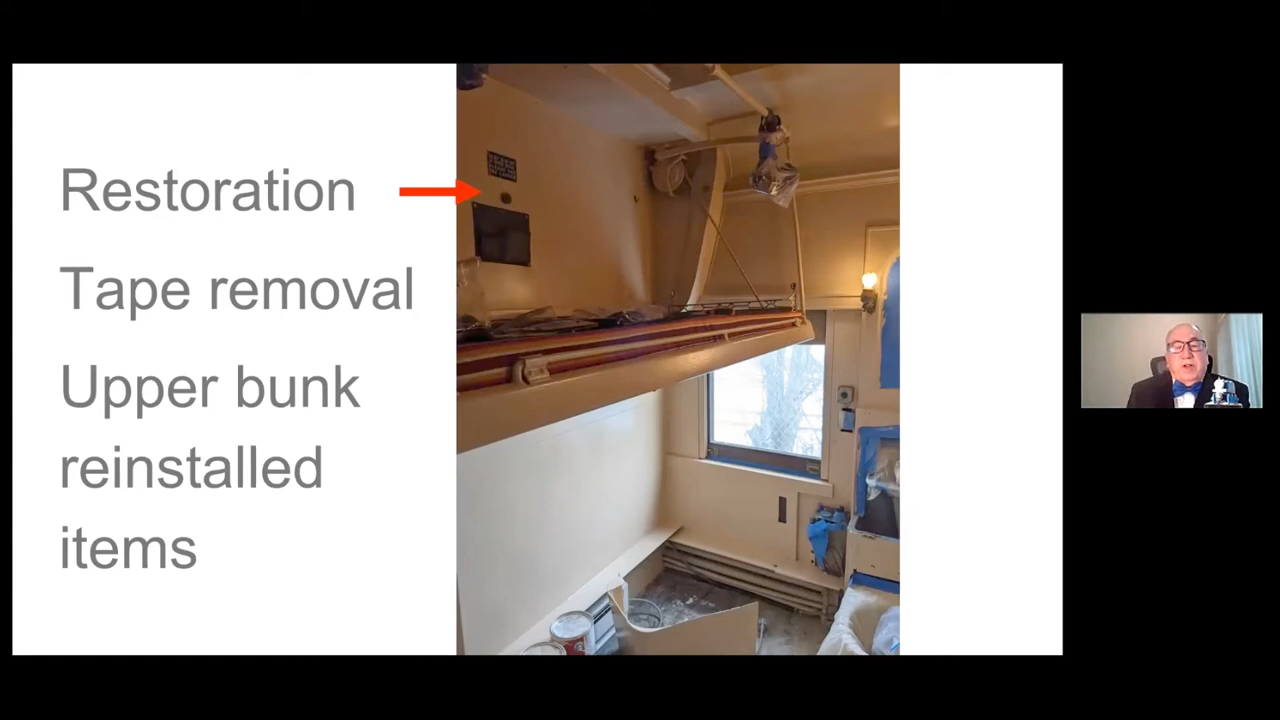 Restoration
Tape removal
Upper bunk
reinstalled
items